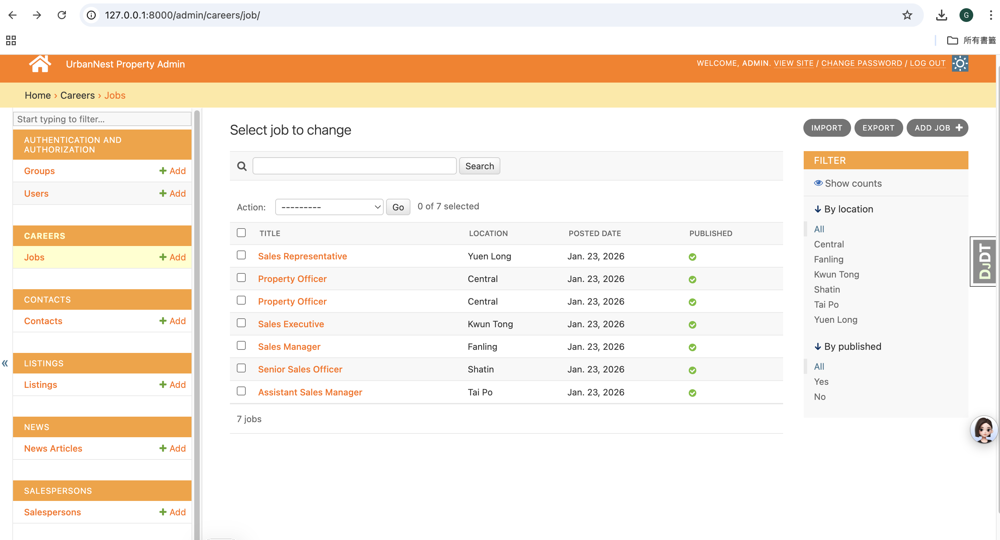 127.0.0.1:8000/admin/careers/job/
G
所有書籤
UrbanNest Property Admin
WELCOME, ADMIN. VIEW SITE / CHANGE PASSWORD / LOG OUT
Home › Careers › Jobs
Start typing to filter...
AUTHENTICATION AND
AUTHORIZATION
Groups
Add
Users
Add
CAREERS
Jobs
Add
CONTACTS
Contacts
Add
«
LISTINGS
Listings
Add
NEWS
News Articles
Add
SALESPERSONS
Salespersons
Add
Select job to change
IMPORT
EXPORT
ADD JOB +
Search
Action:
---------
Go
0 of 7 selected
TITLE LOCATION POSTED DATE PUBLISHED
Sales Representative Yuen Long Jan. 23, 2026
Property Officer Central Jan. 23, 2026
Property Officer Central Jan. 23, 2026
Sales Executive Kwun Tong Jan. 23, 2026
Sales Manager Fanling Jan. 23, 2026
Senior Sales Officer Shatin Jan. 23, 2026
Assistant Sales Manager Tai Po Jan. 23, 2026
7 jobs
FILTER
Show counts
↓ By location
All
Central
Fanling
Kwun Tong
Shatin
Tai Po
Yuen Long
↓ By published
All
Yes
No
DJDT